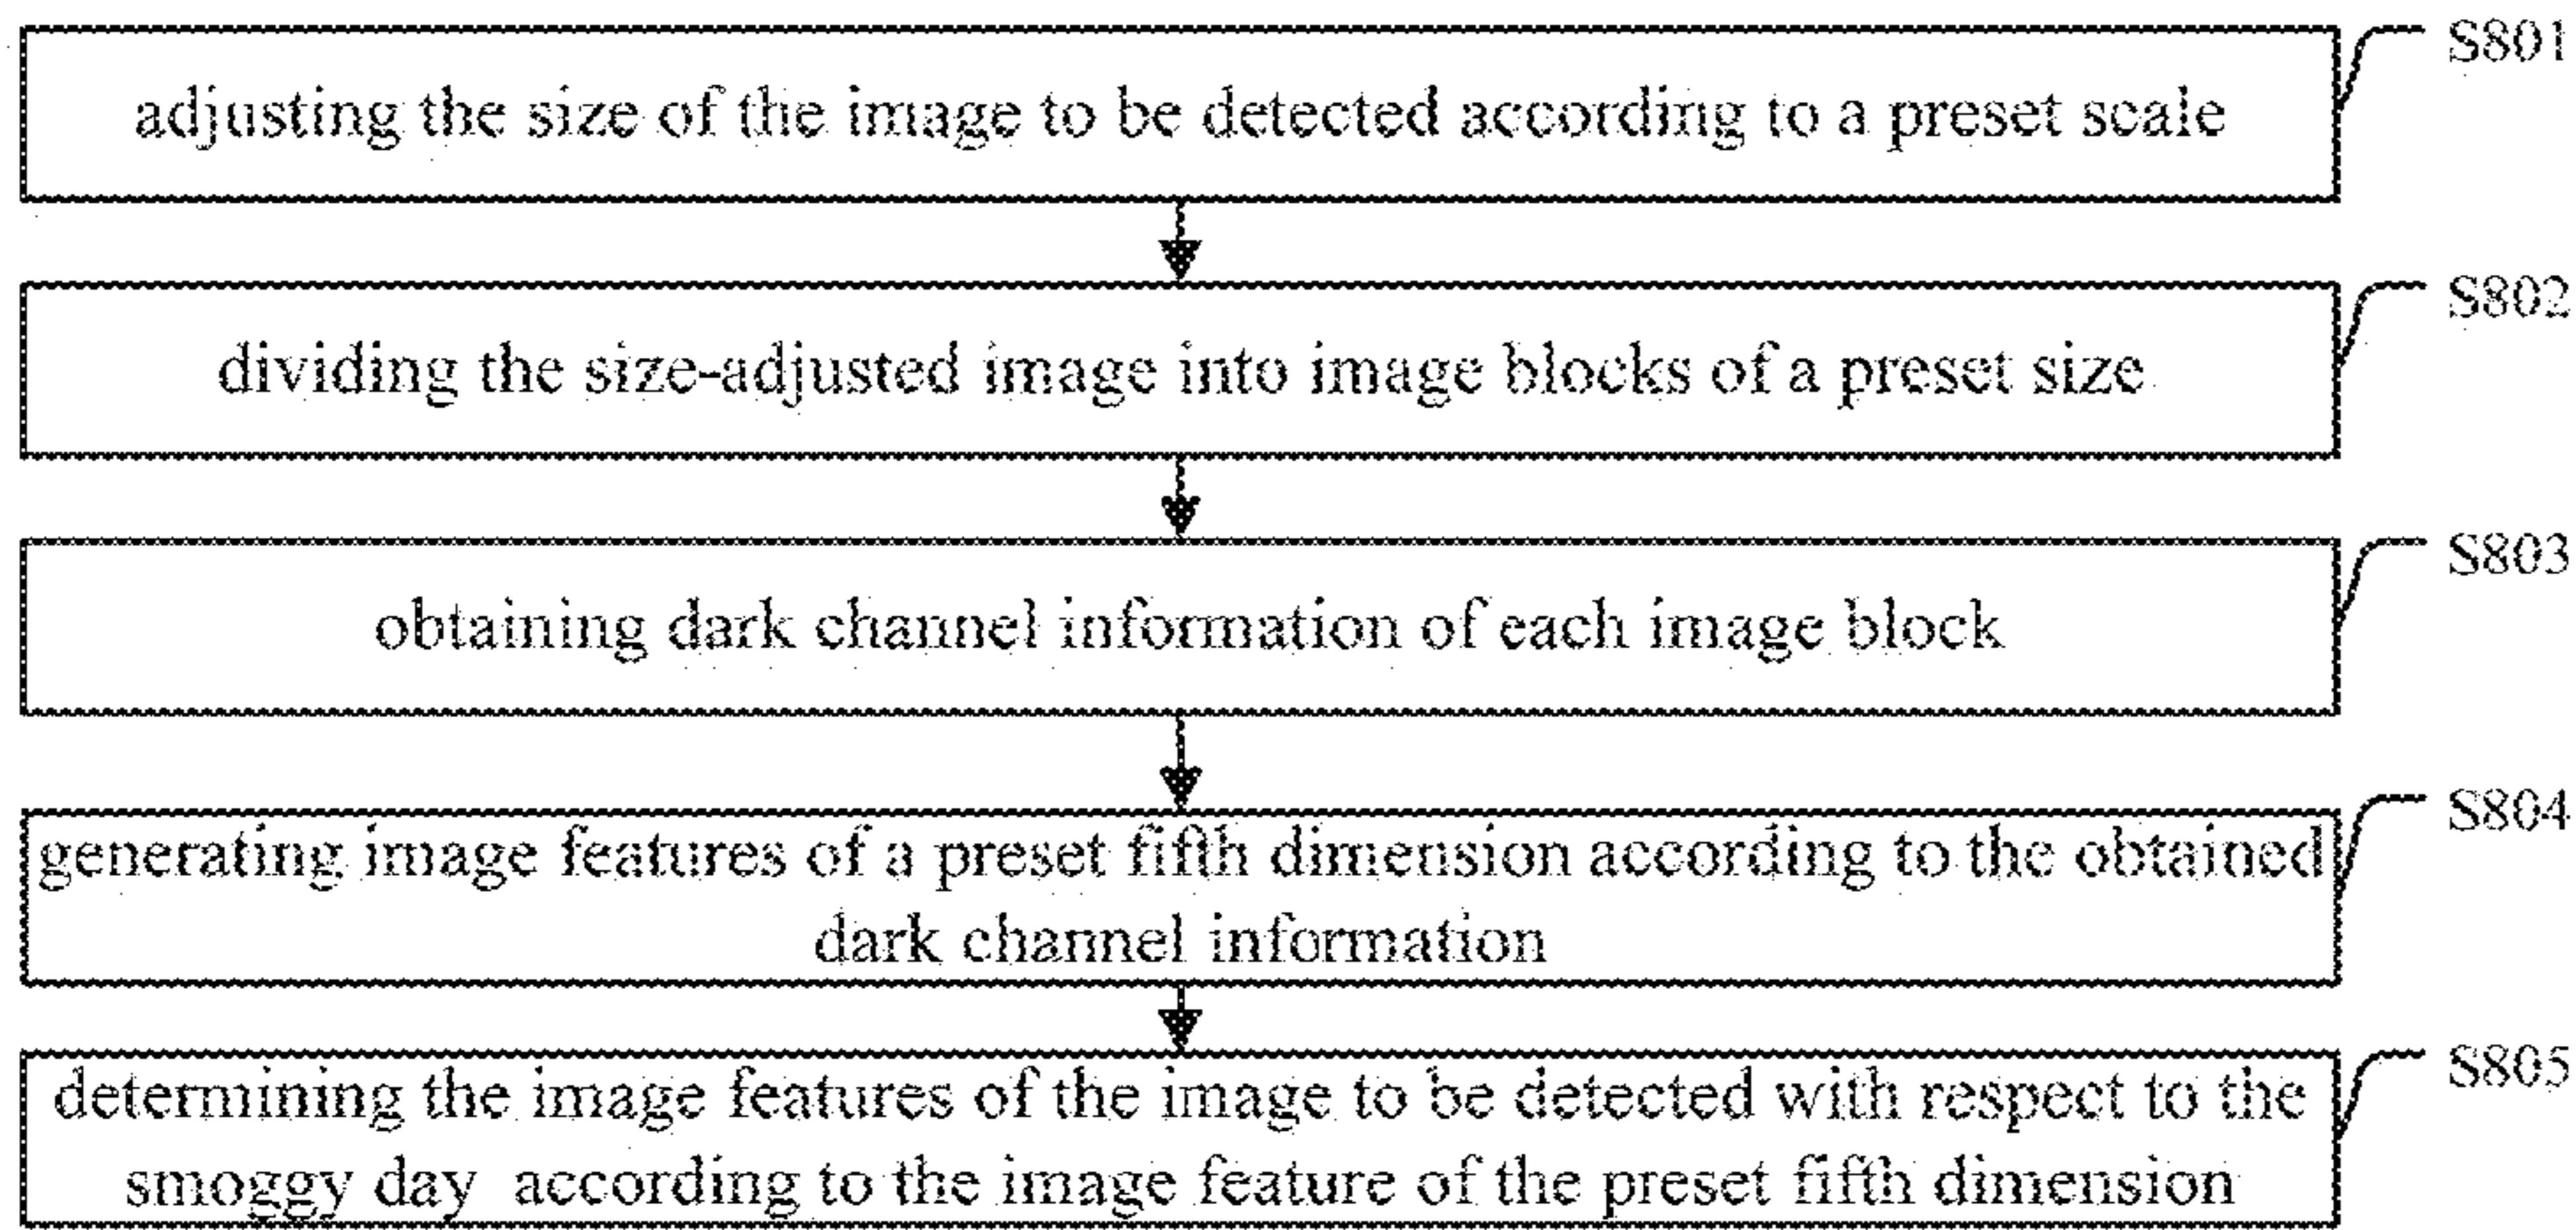 S801
adjusting the size of the image to be detected according to a preset scale
S802
dividing the size-adjusted image into image blocks of a preset size
S803
obtaining dark channel information of each image block
S804
generating image features of a preset fifth dimension according to the obtained
dark channel information
S805
determining the image features of the image to be detected with respect to the
smoggy day according to the image feature of the preset fifth dimension